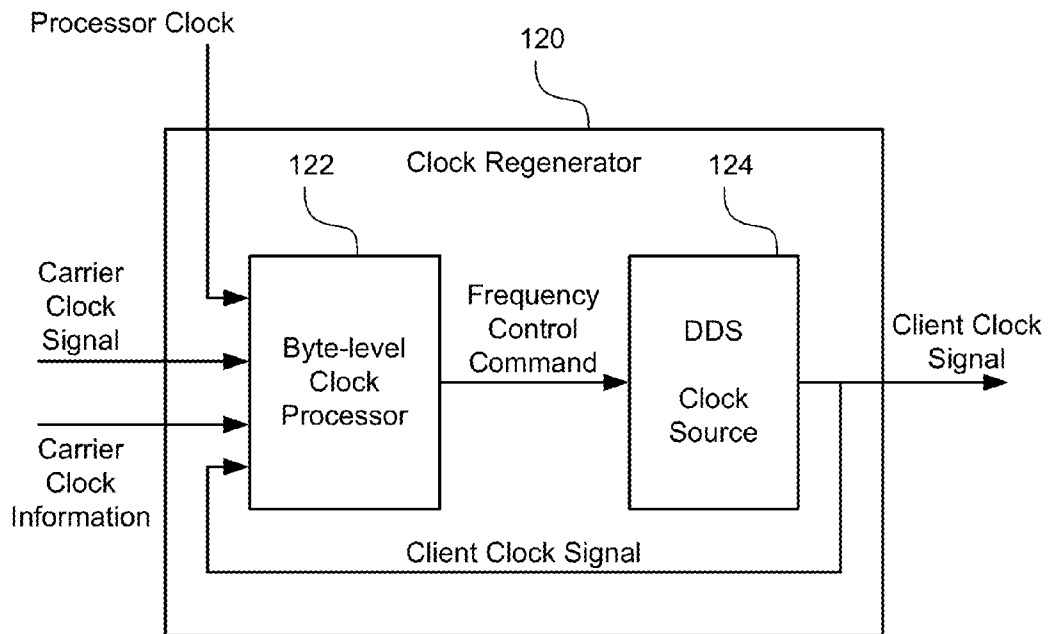 Processor Clock
120
Clock Regenerator
122
124
Carrier
Clock
Signal
Byte-level
Clock
Processor
Frequency
Control
Command
DDS
Clock
Source
Client Clock
Signal
Carrier
Clock
Information
Client Clock Signal